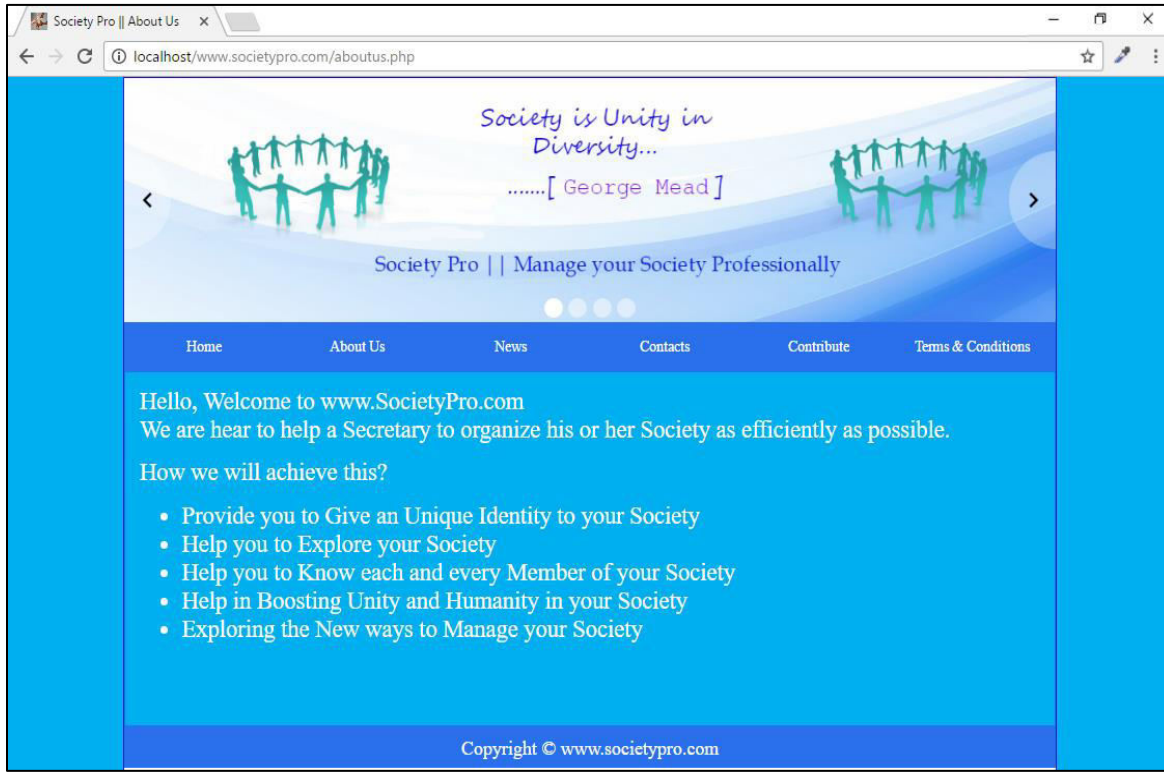 Society Pro || About Us
localhost/www.societypro.com/aboutus.php
Society is Unity in
Diversity...
.......[ George Mead ]
Society Pro || Manage your Society Professionally
Home About Us News Contacts Contribute Terms & Conditions
Hello, Welcome to www.SocietyPro.com
We are hear to help a Secretary to organize his or her Society as efficiently as possible.
How we will achieve this?
• Provide you to Give an Unique Identity to your Society
• Help you to Explore your Society
• Help you to Know each and every Member of your Society
• Help in Boosting Unity and Humanity in your Society
• Exploring the New ways to Manage your Society
Copyright © www.societypro.com